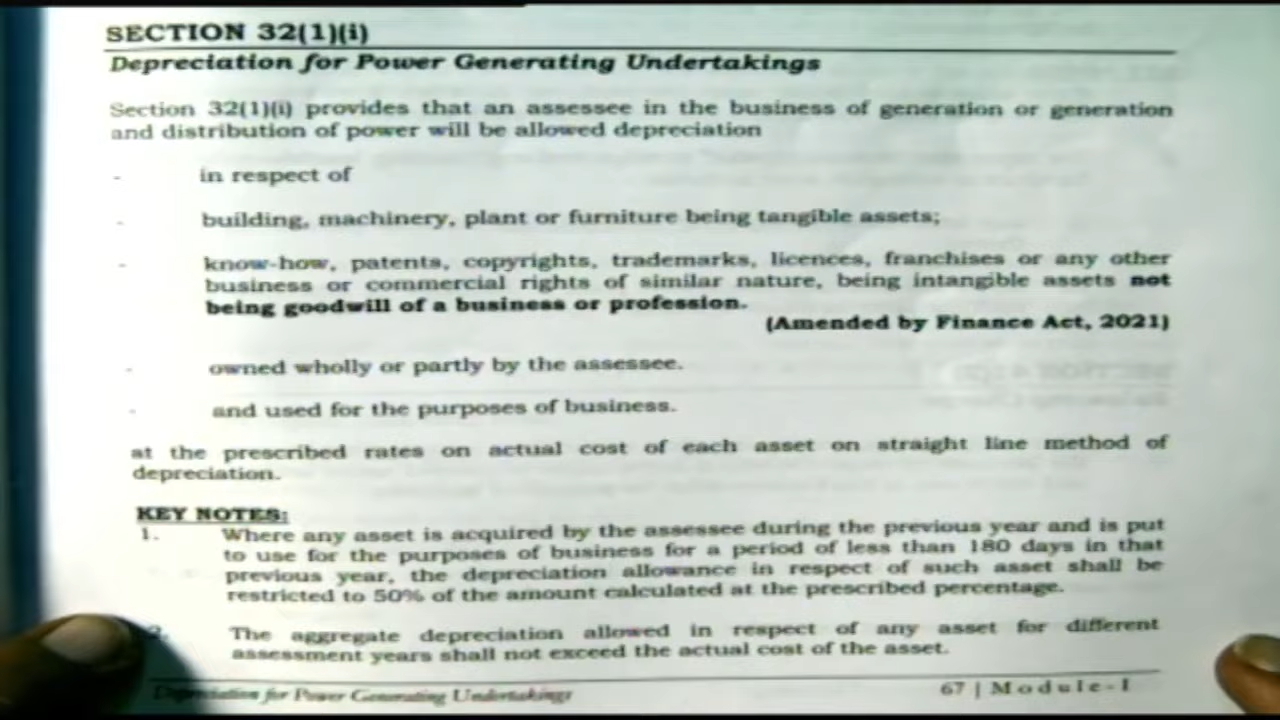 SECTION 32(1)(i)
Depreciation for Power Generating Undertakings
Section 32(1)(i) provides that an assessee in the business of generation or generation
and distribution of power will be allowed depreciation
- in respect of
- building, machinery, plant or furniture being tangible assets;
- know-how, patents, copyrights, trademarks, licences, franchises or any other
business or commercial rights of similar nature, being intangible assets not
being goodwill of a business or profession.
(Amended by Finance Act, 2021)
- owned wholly or partly by the assessee.
- and used for the purposes of business.
at the prescribed rates on actual cost of each asset on straight line method of
depreciation.
KEY NOTES:
1. Where any asset is acquired by the assessee during the previous year and is put
to use for the purposes of business for a period of less than 180 days in that
previous year, the depreciation allowance in respect of such asset shall be
restricted to 50% of the amount calculated at the prescribed percentage.
2. The aggregate depreciation allowed in respect of any asset for different
assessment years shall not exceed the actual cost of the asset.
Depreciation for Power Generating Undertakings
67 | Module-I